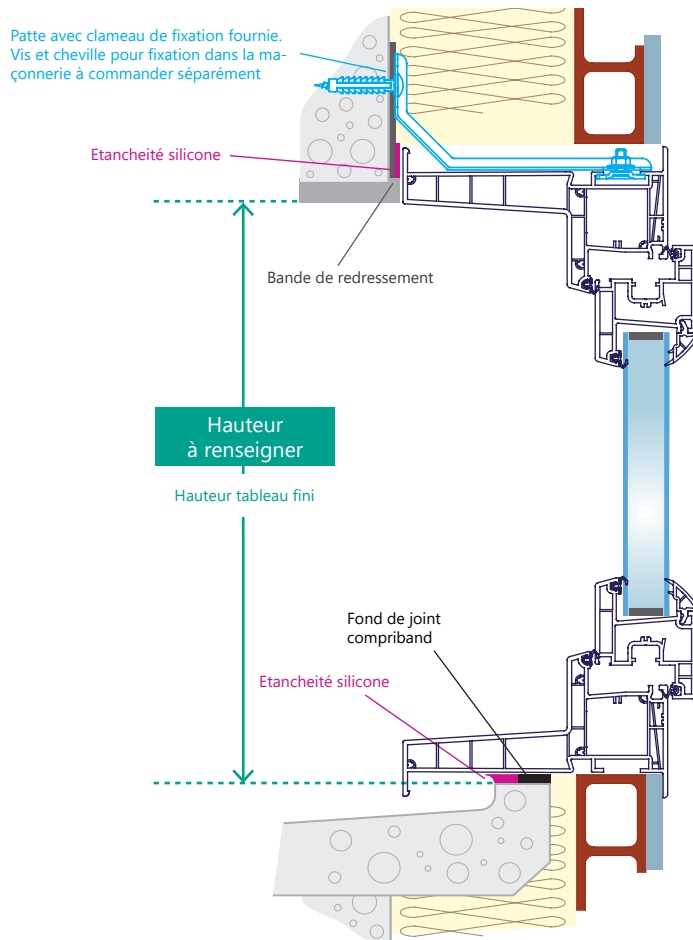 Patte avec clameau de fixation fournie.
Vis et cheville pour fixation dans la ma-
çonnerie à commander séparément
Etancheité silicone
Bande de redressement
Hauteur
à renseigner
Hauteur tableau fini
Fond de joint
compriband
Etancheité silicone